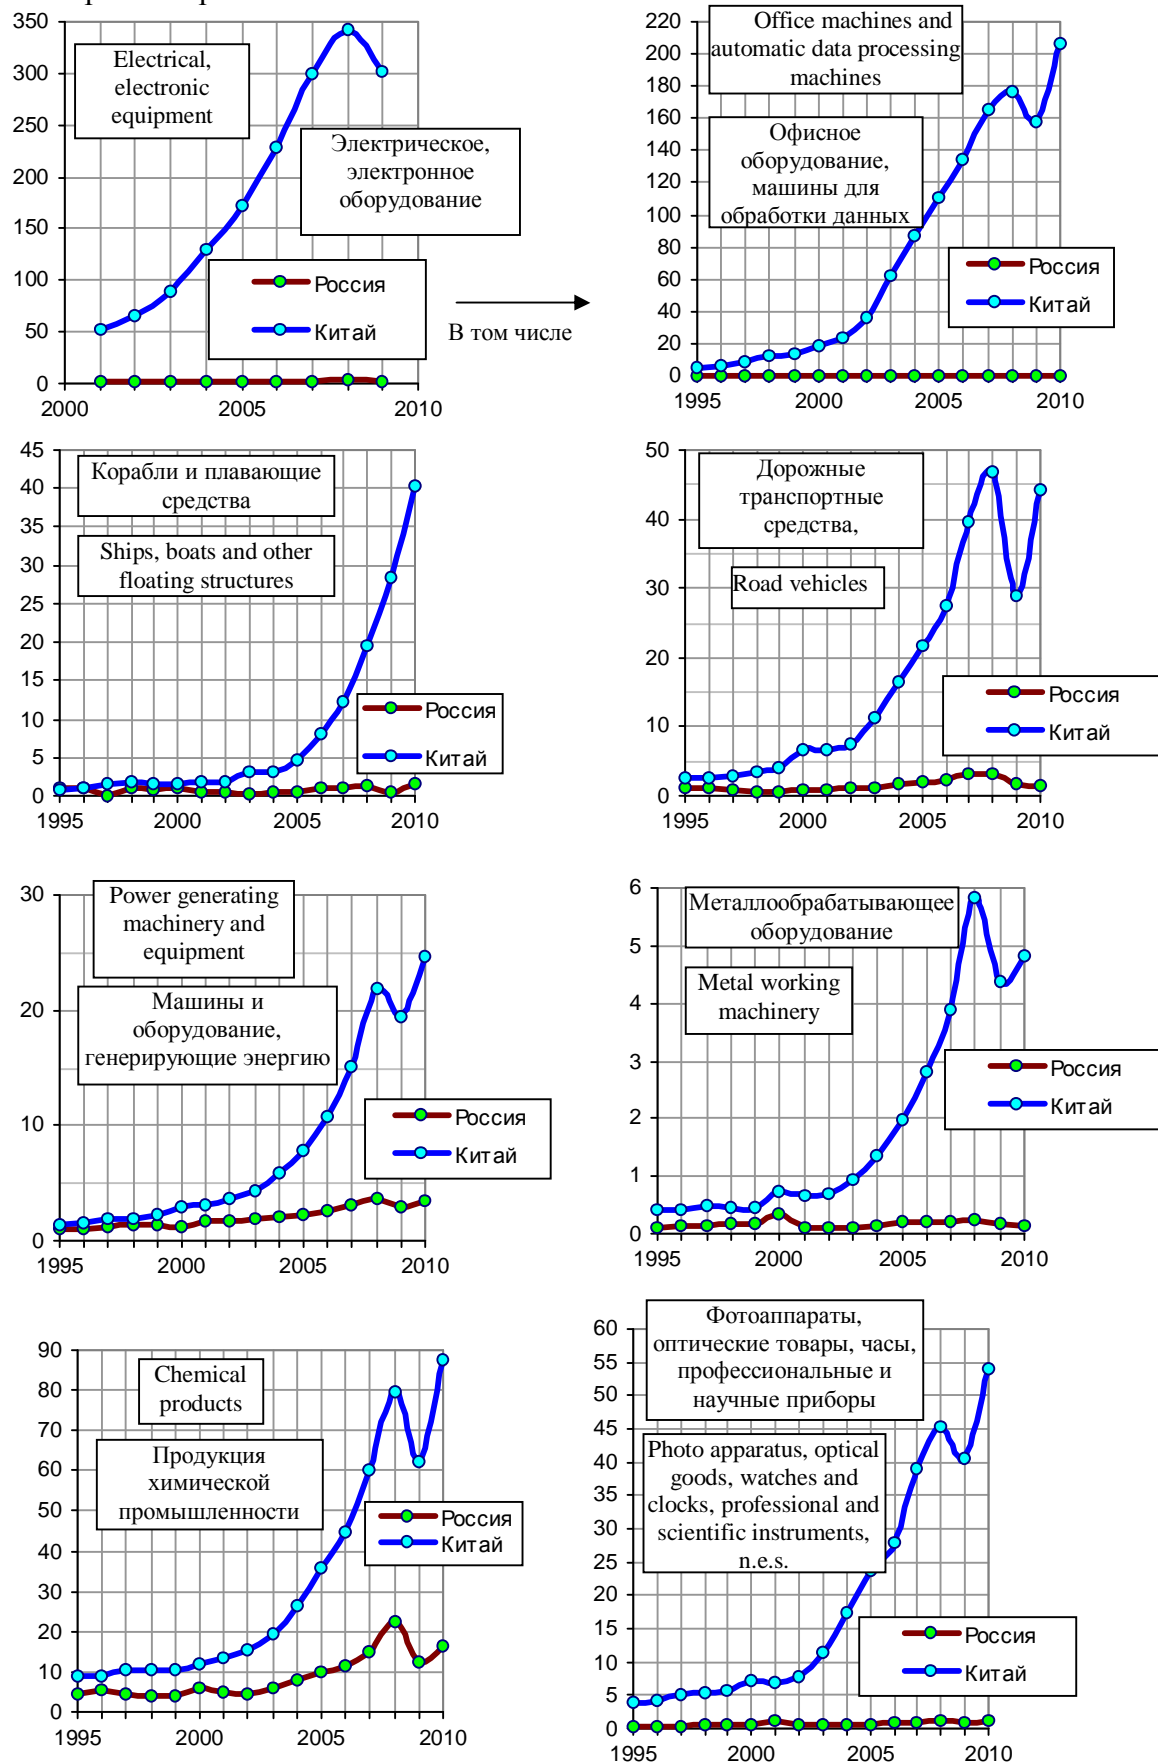 350
300
250
200
150
100
50
0
2000
2005
2010
Electrical,
electronic
equipment
Электрическое,
электронное
оборудование
Россия
Китай
В том числе
220
200
180
160
140
120
100
80
60
40
20
0
1995
2000
2005
2010
Office machines and
automatic data processing
machines
Офисное
оборудование,
машины для
обработки данных
Россия
Китай
45
40
35
30
25
20
15
10
5
0
1995
2000
2005
2010
Корабли и плавающие
средства
Ships, boats and other
floating structures
Россия
Китай
50
40
30
20
10
0
1995
2000
2005
2010
Дорожные
транспортные
средства,
Road vehicles
Россия
Китай
30
20
10
0
1995
2000
2005
2010
Power generating
machinery and
equipment
Машины и
оборудование,
генерирующие энергию
Россия
Китай
6
5
4
3
2
1
0
1995
2000
2005
2010
Металлообрабатывающее
оборудование
Metal working
machinery
Россия
Китай
90
80
70
60
50
40
30
20
10
0
1995
2000
2005
2010
Chemical
products
Продукция
химической
промышленности
Россия
Китай
60
55
50
45
40
35
30
25
20
15
10
5
0
1995
2000
2005
2010
Фотоаппараты,
оптические товары, часы,
профессиональные и
научные приборы
Photo apparatus, optical
goods, watches and
clocks, professional and
scientific instruments,
n.e.s.
Россия
Китай